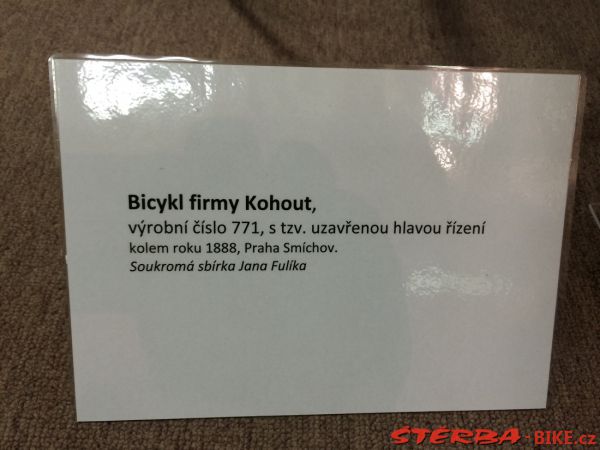 Bicykl firmy Kohout,
výrobní číslo 771, s tzv. uzavřenou hlavou řízení
kolem roku 1888, Praha Smíchov.
Soukromá sbírka Jana Fulíka
STERBA-BIKE.cz